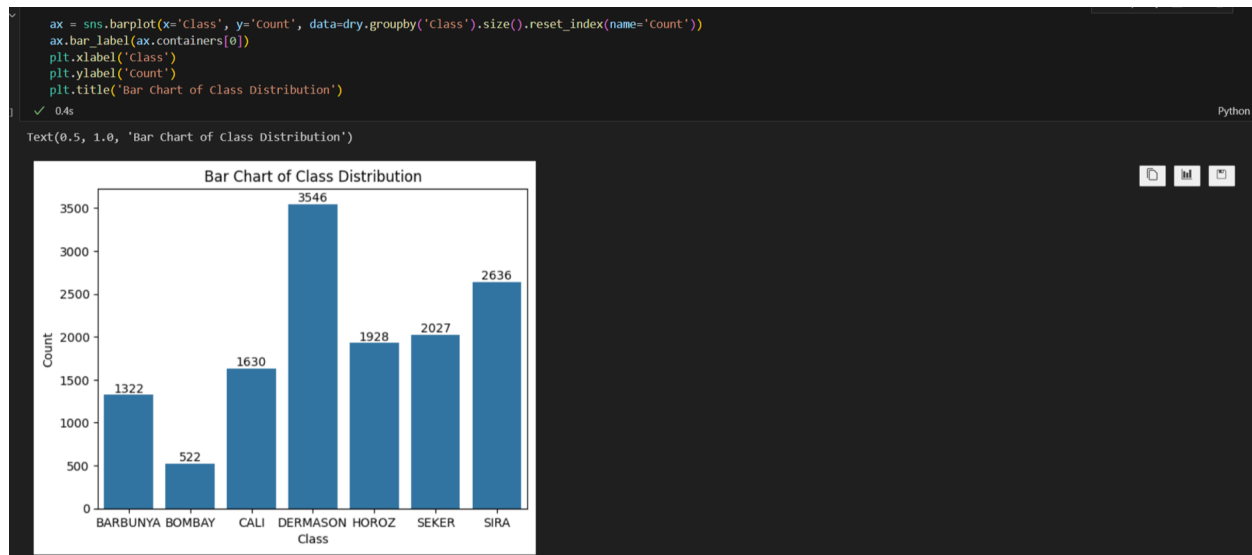 ax = sns.barplot(x='Class', y='Count', data=dry.groupby('Class').size().reset_index(name='Count'))
ax.bar_label(ax.containers[0])
plt.xlabel('Class')
plt.ylabel('Count')
plt.title('Bar Chart of Class Distribution')
0.4s
Python
Text(0.5, 1.0, 'Bar Chart of Class Distribution')
Bar Chart of Class Distribution
3546
3500
3000
2636
2500
2027
2000
1928
1630
1500
1322
1000
522
500
0
Count
BARBUNYA BOMBAY CALI DERMASON HOROZ SEKER SIRA
Class